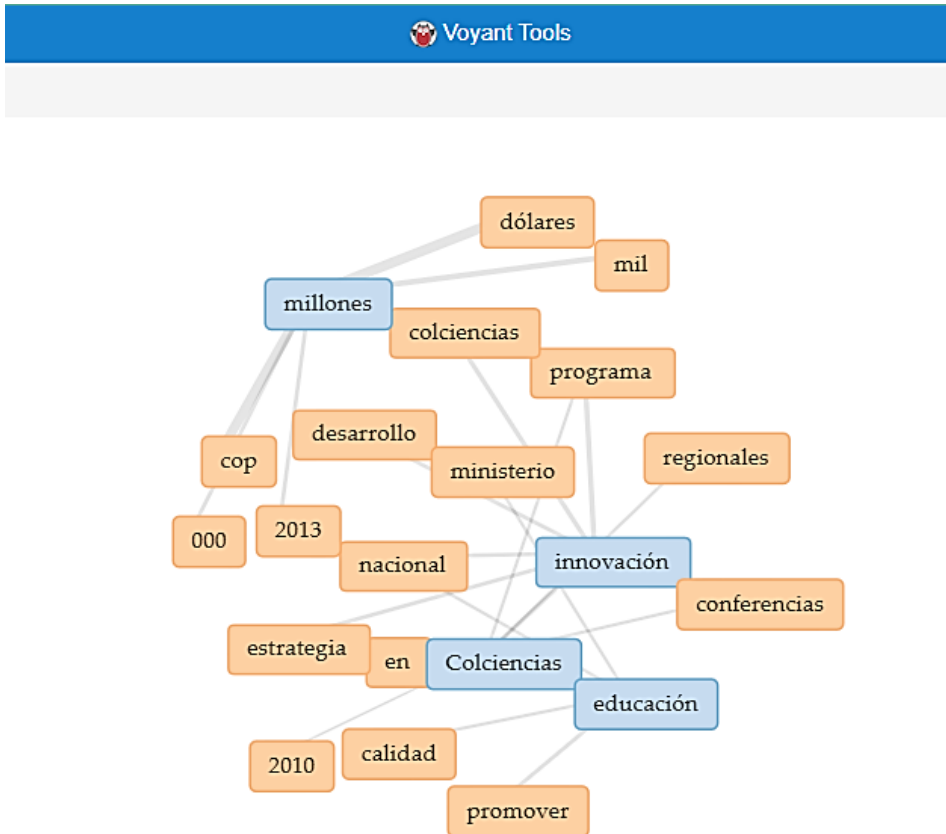 Voyant Tools
dólares
mil
millones
colciencias
programa
desarrollo
regionales
cop
ministerio
2013
000
innovación
nacional
conferencias
estrategia
en
Colciencias
educación
calidad
2010
promover